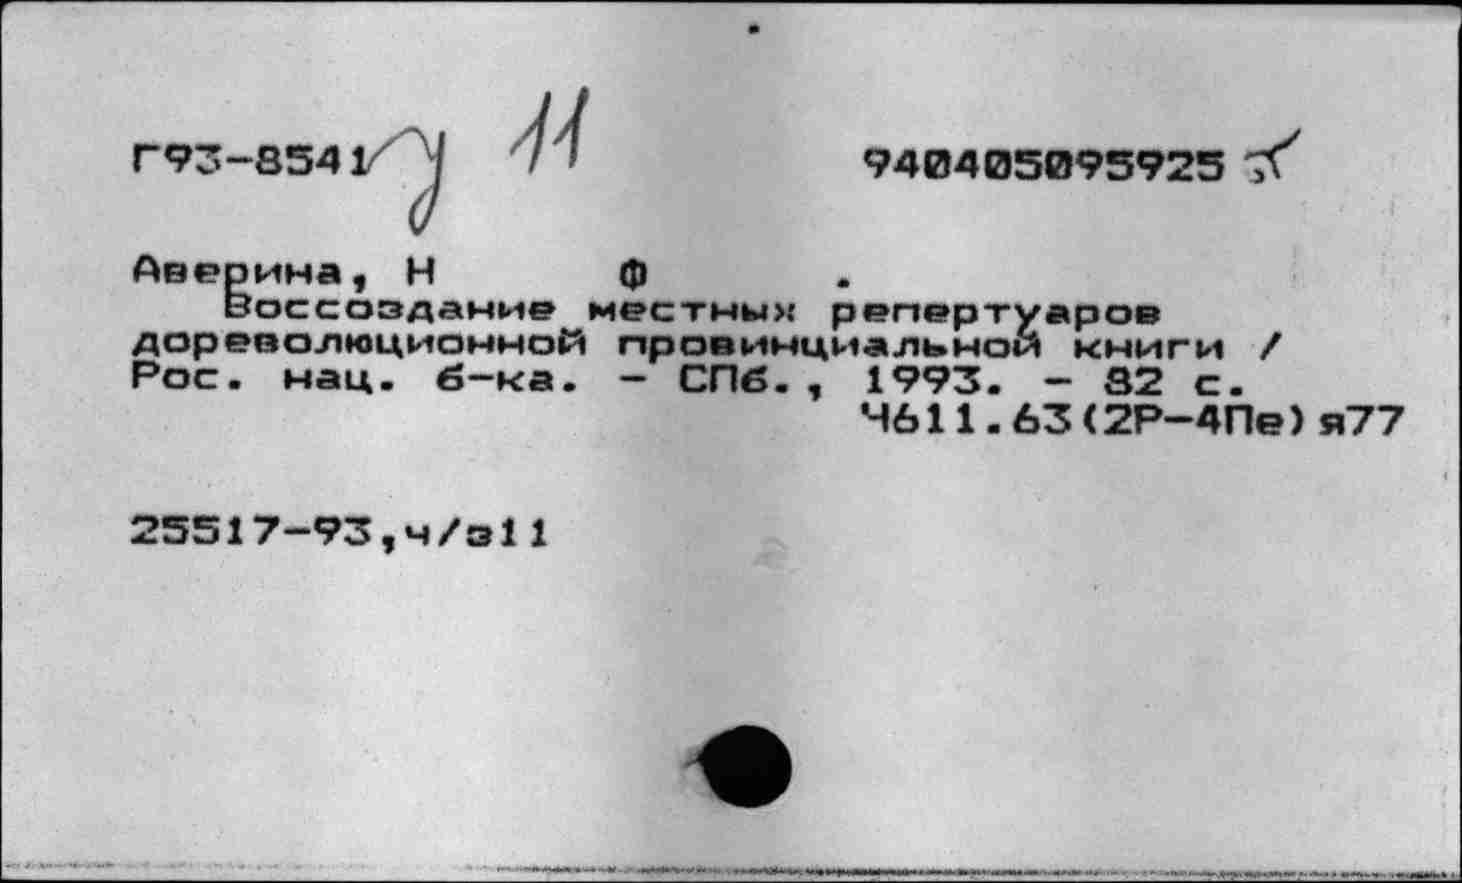 Г93-8541 у 11 940405095925
Аверина, Н Ф .
Воссоздание местных репертуаров
дореволюционной провинциальной книги /
Рос. нац. б-ка. - СПб., 1993. - 82 с.
Ч611.63(2Р-4Пе)я77
25517-93,ч/э11